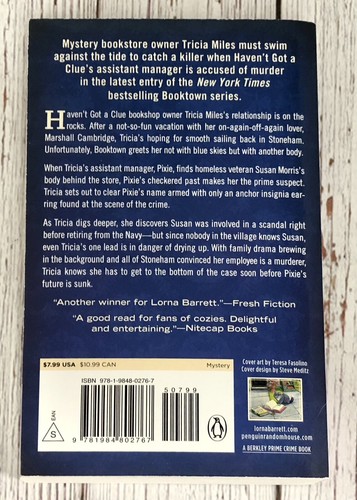 Mystery bookstore owner Tricia Miles must swim
against the tide to catch a killer when Haven't Got a
Clue's assistant manager is accused of murder
in the latest entry of the New York Times
bestselling Booktown series.
Haven't Got a Clue bookshop owner Tricia Miles's relationship is on the
rocks. After a not-so-fun vacation with her on-again-off-again lover,
Marshall Cambridge, Tricia's hoping for smooth sailing back in Stoneham.
Unfortunately, Booktown greets her not with blue skies but with another body.
When Tricia's assistant manager, Pixie, finds homeless veteran Susan Morris's
body behind the store, Pixie's checkered past makes her the prime suspect.
Tricia sets out to clear Pixie's name armed with only an anchor insignia ear-
ring found at the scene of the crime.
As Tricia digs deeper, she discovers Susan was involved in a scandal right
before retiring from the Navy—but since nobody in the village knows Susan,
even Tricia's one lead is in danger of drying up. With family drama brewing
in the background and all of Stoneham convinced her employee is a murderer,
Tricia knows she has to get to the bottom of the case soon before Pixie's
future is sunk.
"Another winner for Lorna Barrett."—Fresh Fiction
"A good read for fans of cozies. Delightful
and entertaining."—Nitecap Books
$7.99 USA $10.99 CAN Mystery
ISBN 978-1-9848-0276-7
50799
EAN
S
9 781984 802767
Cover art by Teresa Fasolino
Cover design by Steve Meditz
lornabarrett.com
penguinrandomhouse.com
A BERKLEY PRIME CRIME BOOK